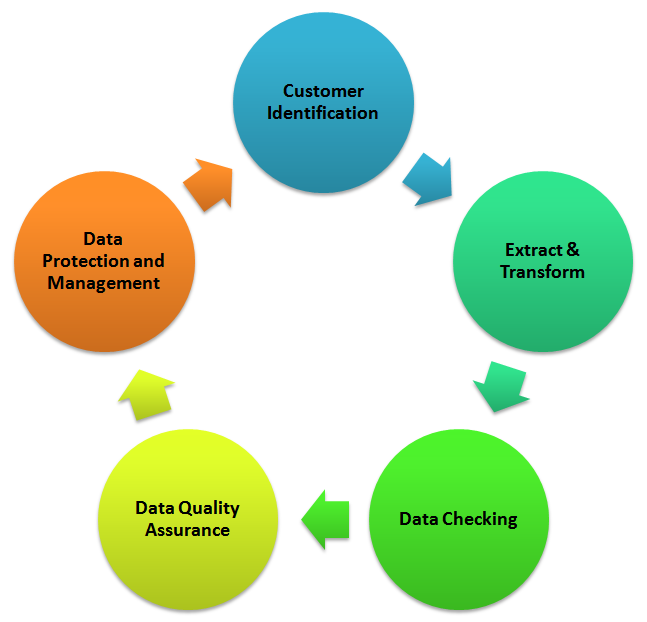 Customer
Identification
Extract &
Transform
Data Checking
Data Quality
Assurance
Data
Protection and
Management